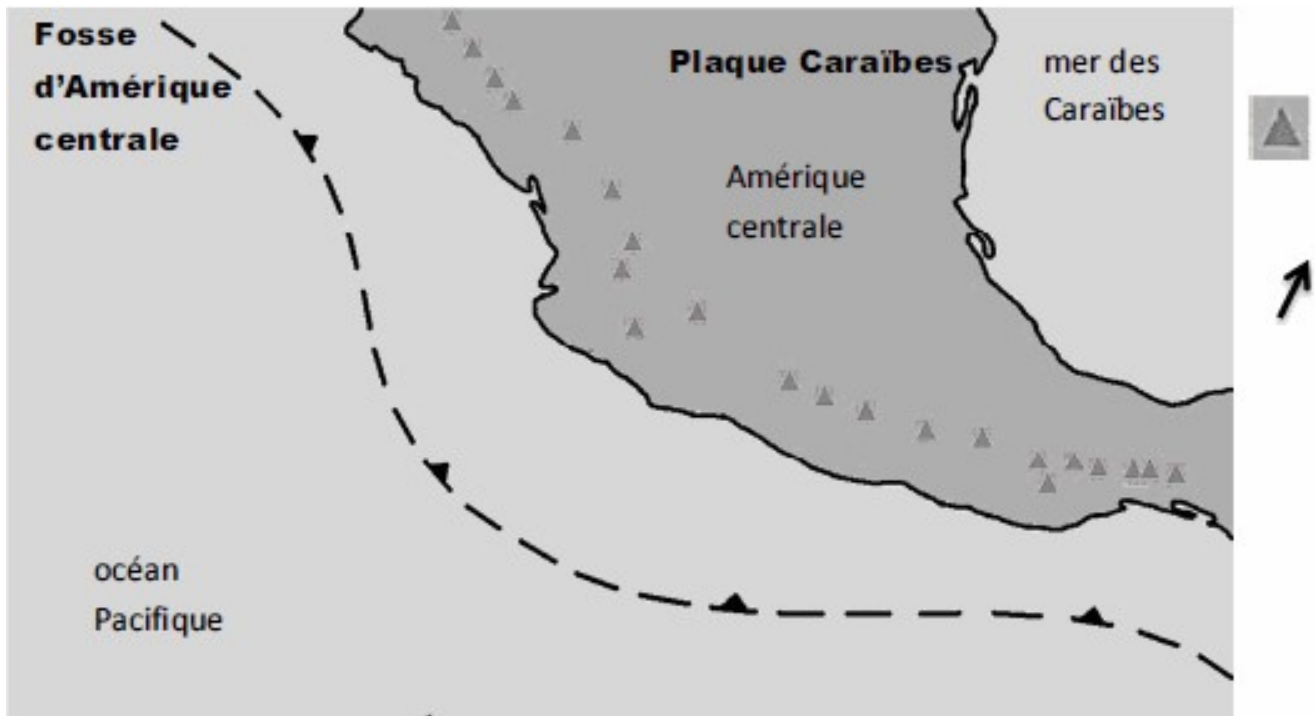 Fosse
d'Amérique
centrale
Plaque Caraïbes
mer des
Caraïbes
Amérique
centrale
océan
Pacifique